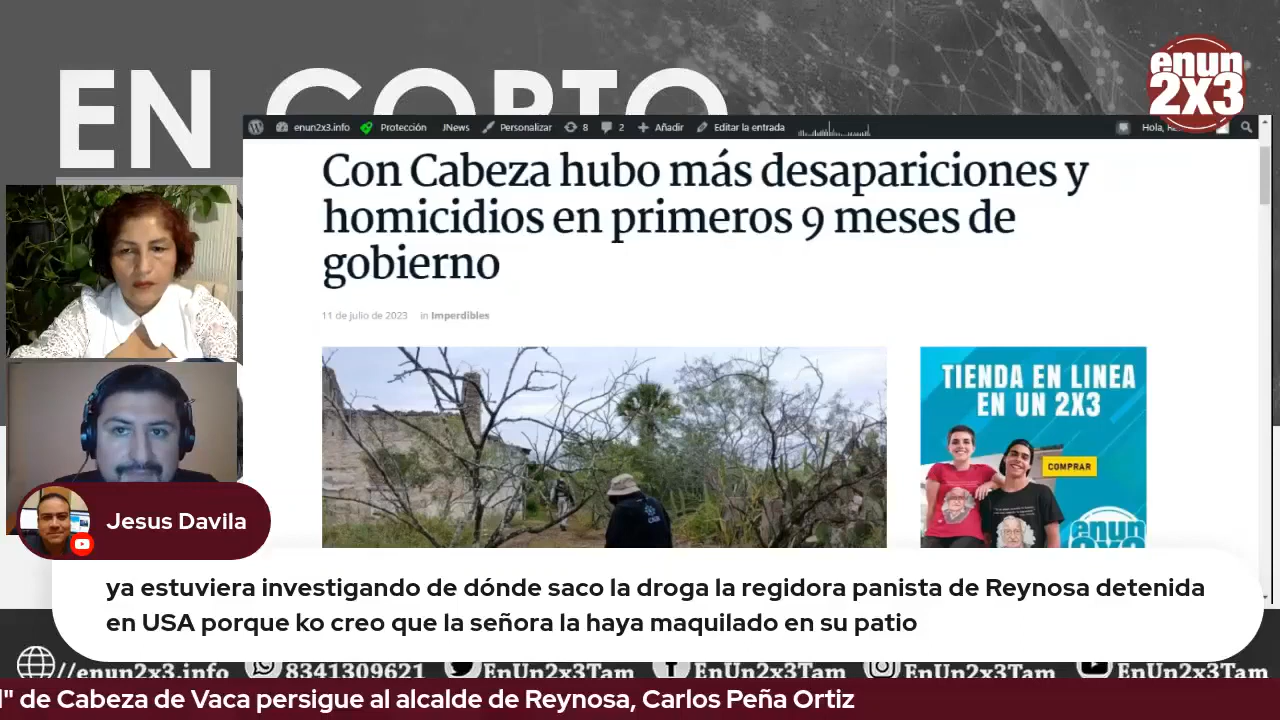 EN CORTO
enun
2x3
enun2x3.info Protección JNews Personalizar 8 2 Añadir Editar la entrada Hola,
Con Cabeza hubo más desapariciones y
homicidios en primeros 9 meses de
gobierno
11 de julio de 2023 in Imperdibles
TIENDA EN LINEA
EN UN 2X3
COMPRAR
enun
2x3
Jesus Davila
ya estuviera investigando de dónde saco la droga la regidora panista de Reynosa detenida
en USA porque ko creo que la señora la haya maquilado en su patio
//enun2x3.info 8341309621 EnUn2x3Tam EnUn2x3Tam EnUn2x3Tam EnUn2x3Tam
" de Cabeza de Vaca persigue al alcalde de Reynosa, Carlos Peña Ortiz